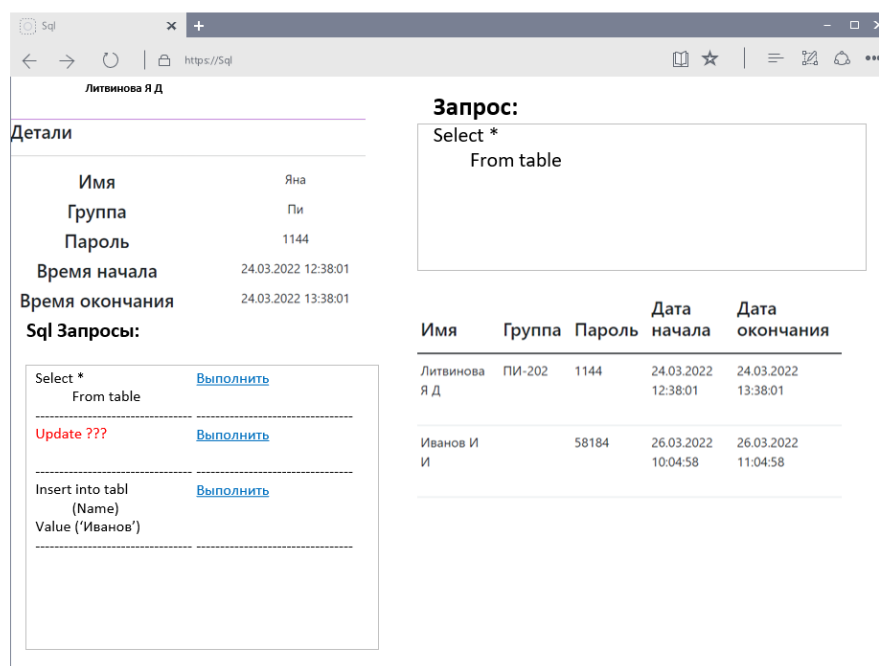 Sql
https://Sql
Литвинова Я Д
Детали
Имя Яна
Группа Пи
Пароль 1144
Время начала 24.03.2022 12:38:01
Время окончания 24.03.2022 13:38:01
Sql Запросы:
Select * Выполнить
From table
Update ??? Выполнить
Insert into tabl Выполнить
(Name)
Value (‘Иванов’)
Запрос:
Select *
From table
Дата Дата
Имя Группа Пароль начала окончания
Литвинова ПИ-202 1144 24.03.2022 24.03.2022
Я Д 12:38:01 13:38:01
Иванов И 58184 26.03.2022 26.03.2022
И 10:04:58 11:04:58